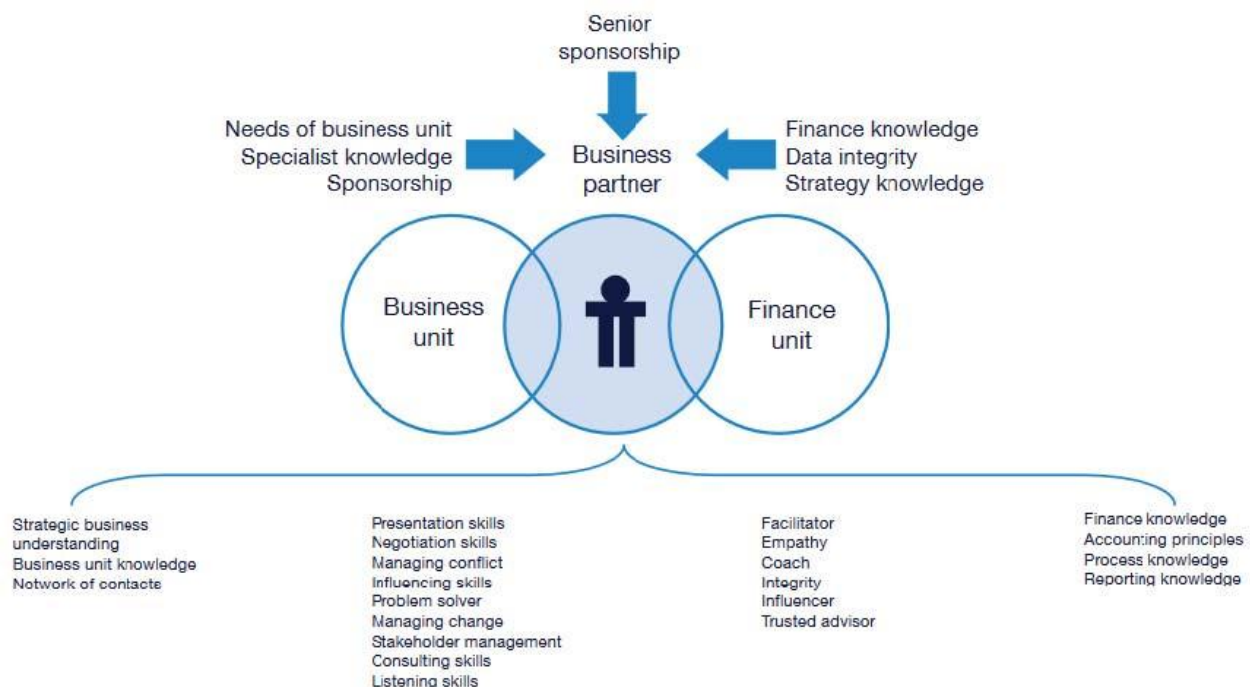 Senior
sponsorship
Needs of business unit
Specialist knowledge
Sponsorship
Business
partner
Finance knowledge
Data integrity
Strategy knowledge
Business
unit
Finance
unit
Strategic business
understanding
Business unit knowledge
Network of contacts
Presentation skills
Negotiation skills
Managing conflict
Influencing skills
Problem solver
Managing change
Stakeholder management
Consulting skills
Listening skills
Facilitator
Empathy
Coach
Integrity
Influencer
Trusted advisor
Finance knowledge
Accounting principles
Process knowledge
Reporting knowledge